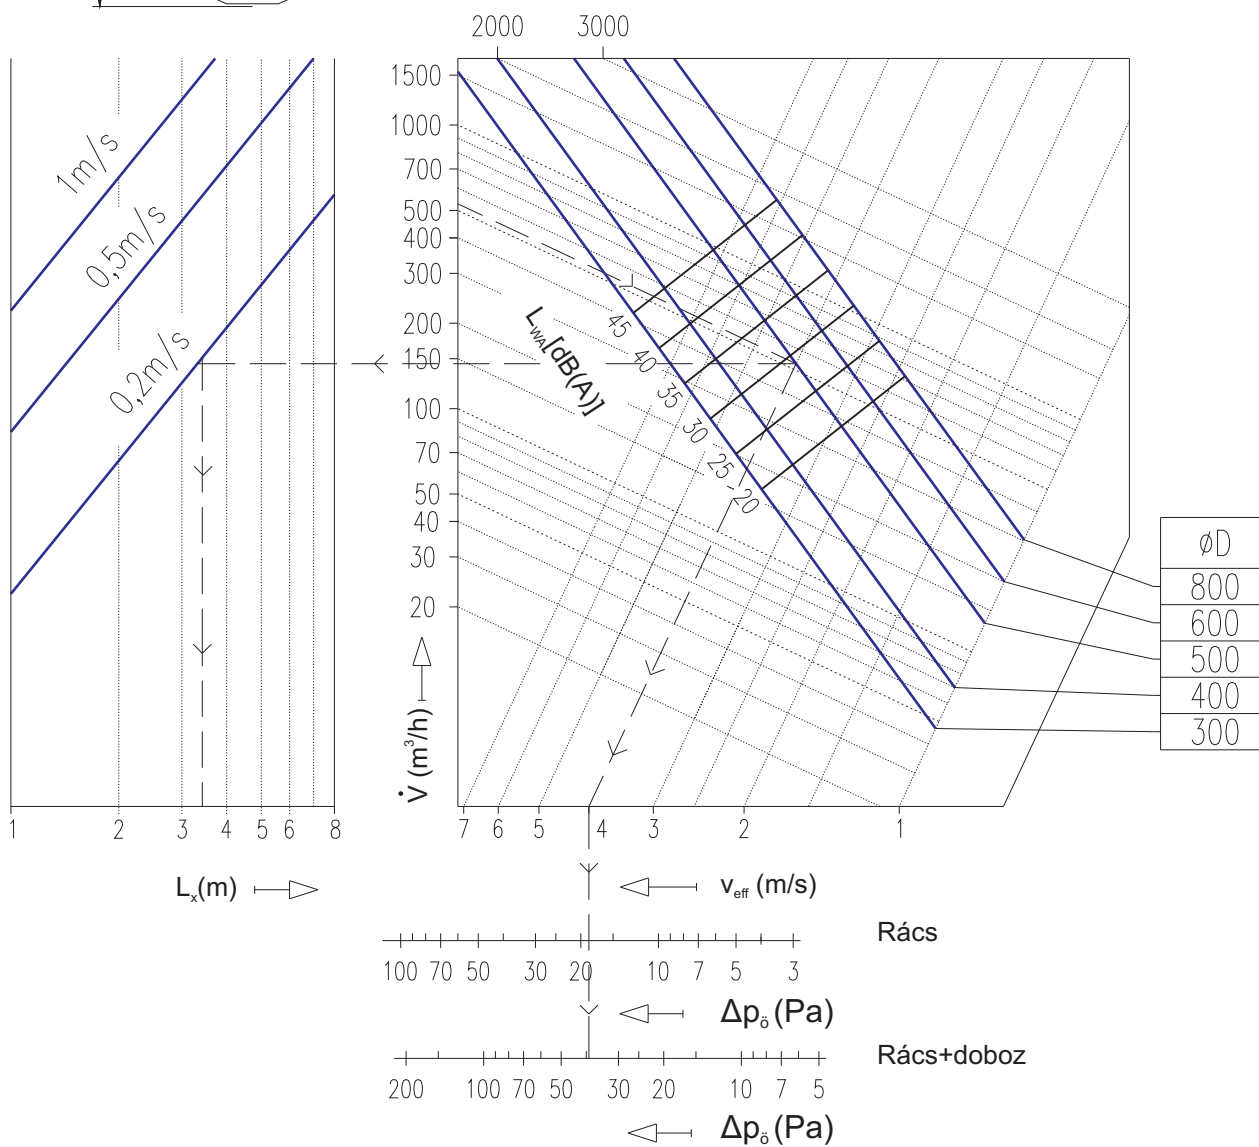 2000 3000
1500
1000
700
500
400
300
200
150
100
70
50
40
30
20
1m/s
0,5m/s
0,2m/s
L_WA[dB(A)]
45
40
35
30
25
20
V̇ (m³/h)
øD
800
600
500
400
300
1 2 3 4 5 6 8
7 6 5 4 3 2 1
Lₓ(m)
v_eff (m/s)
Rács
100 70 50 30 20 10 7 5 3
Δp_ö (Pa)
Rács+doboz
200 100 70 50 30 20 10 7 5
Δp_ö (Pa)